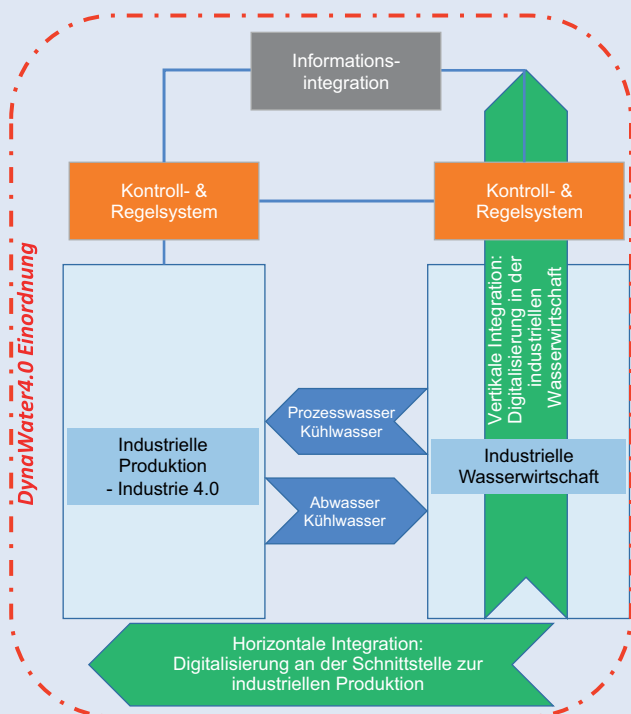 Informations-
integration
Kontroll- &
Regelsystem
Kontroll- &
Regelsystem
DynaWater4.0 Einordnung
Vertikale Integration:
Digitalisierung in der
industriellen
Wasserwirtschaft
Prozesswasser
Kühlwasser
Industrielle
Produktion
- Industrie 4.0
Industrielle
Wasserwirtschaft
Abwasser
Kühlwasser
Horizontale Integration:
Digitalisierung an der Schnittstelle zur
industriellen Produktion